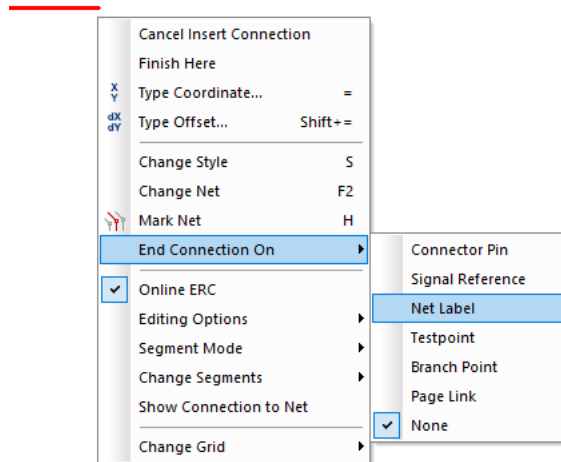 Cancel Insert Connection
Finish Here
X
Y Type Coordinate... =
dX
dY Type Offset... Shift+=
Change Style S
Change Net F2
Mark Net H
End Connection On
Connector Pin
Signal Reference
Net Label
Testpoint
Branch Point
Page Link
None
Online ERC
Editing Options
Segment Mode
Change Segments
Show Connection to Net
Change Grid